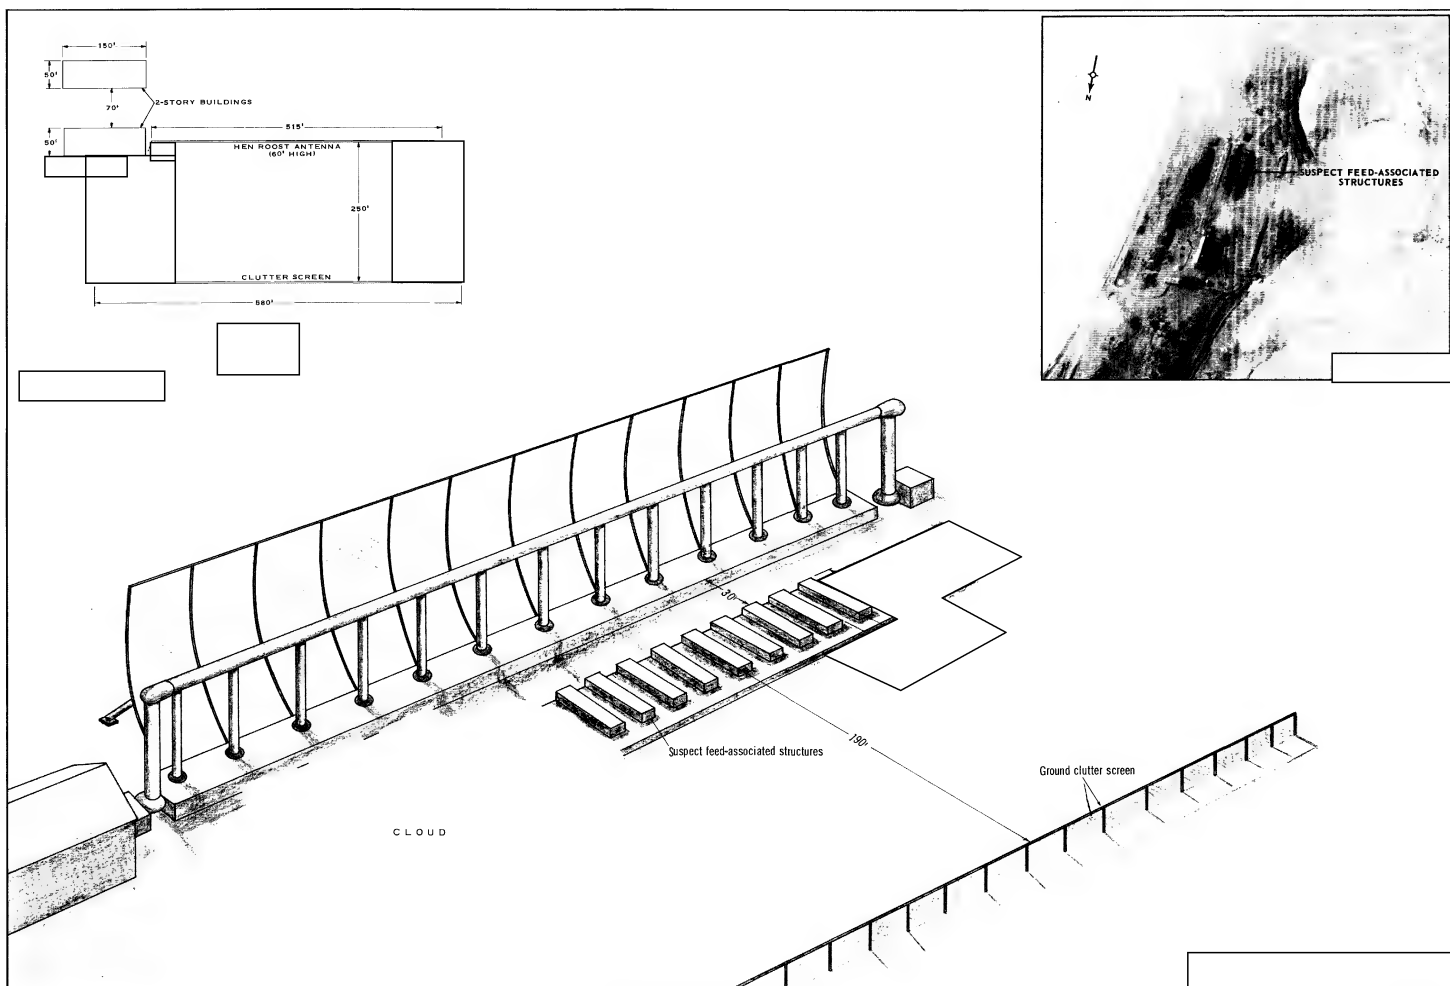 150'
50'
70'
2-STORY BUILDINGS
50'
515'
HEN ROOST ANTENNA
(60' HIGH)
250'
CLUTTER SCREEN
580'
N
SUSPECT FEED-ASSOCIATED
STRUCTURES
30'
190'
Suspect feed-associated structures
Ground clutter screen
CLOUD